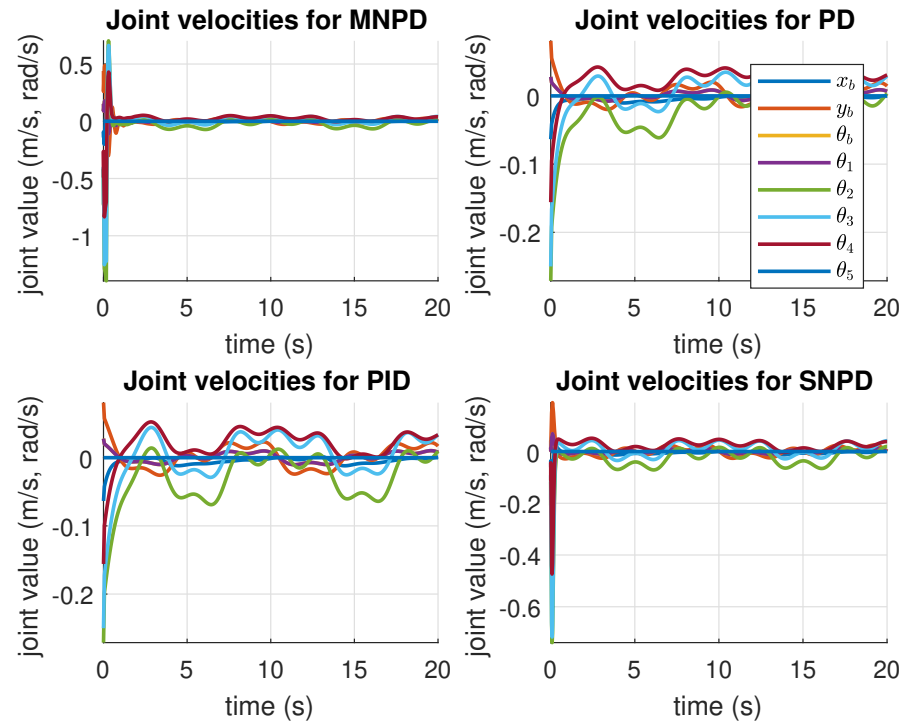 Joint velocities for MNPD
joint value (m/s, rad/s)
0.5
0
-0.5
-1
0 5 10 15 20
time (s)
Joint velocities for PD
joint value (m/s, rad/s)
0
-0.1
-0.2
0 5 10 15 20
time (s)
x_b
y_b
θ_b
θ_1
θ_2
θ_3
θ_4
θ_5
Joint velocities for PID
joint value (m/s, rad/s)
0
-0.1
-0.2
0 5 10 15 20
time (s)
Joint velocities for SNPD
joint value (m/s, rad/s)
0
-0.2
-0.4
-0.6
0 5 10 15 20
time (s)